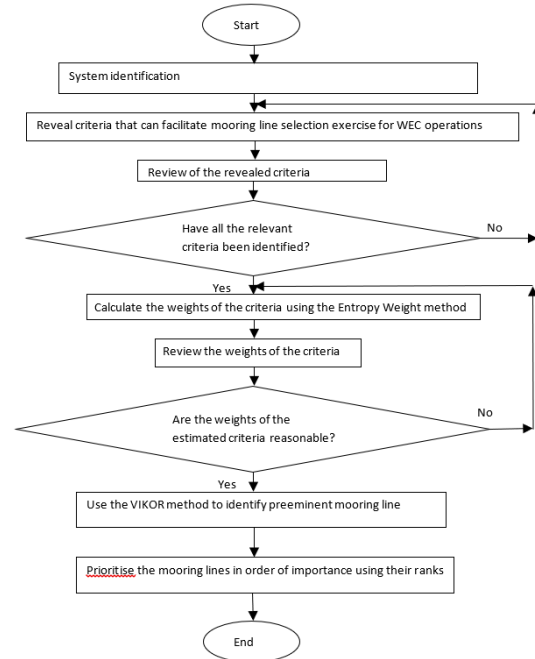 Start
System identification
Reveal criteria that can facilitate mooring line selection exercise for WEC operations
Review of the revealed criteria
Have all the relevant
criteria been identified?
No
Yes
Calculate the weights of the criteria using the Entropy Weight method
Review the weights of the criteria
Are the weights of the
estimated criteria reasonable?
No
Yes
Use the VIKOR method to identify preeminent mooring line
Prioritise the mooring lines in order of importance using their ranks
End